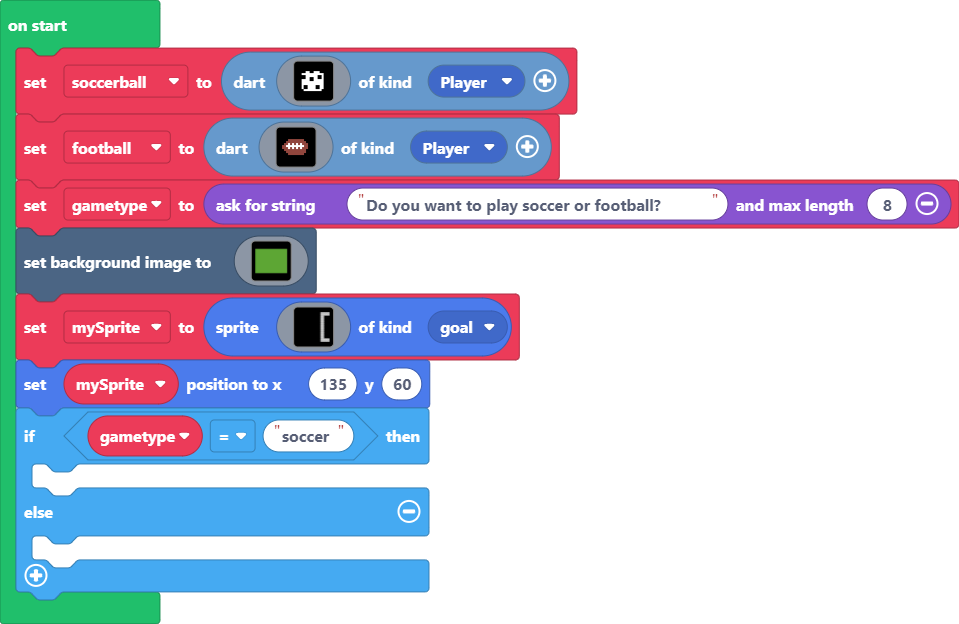 on start
set soccerball to dart of kind Player
set football to dart of kind Player
set gametype to ask for string "Do you want to play soccer or football?" and max length 8
set background image to
set mySprite to sprite of kind goal
set mySprite position to x 135 y 60
if gametype = "soccer" then
else